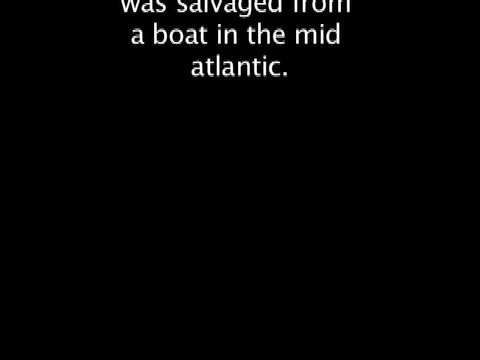 was salvaged from
a boat in the mid
atlantic.